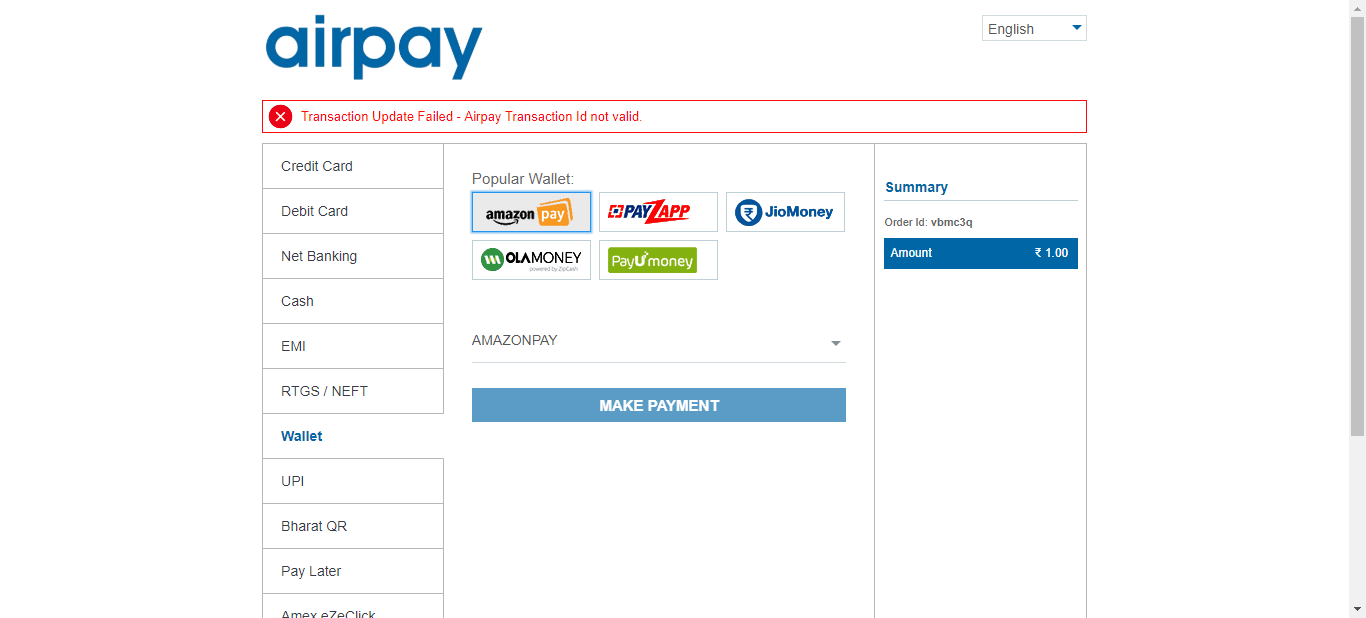 airpay
English
Transaction Update Failed - Airpay Transaction Id not valid.
Credit Card
Debit Card
Net Banking
Cash
EMI
RTGS / NEFT
Wallet
UPI
Bharat QR
Pay Later
Amex eZeClick
Popular Wallet:
amazon pay
PAYZAPP
JioMoney
OLAMONEY
powered by ZipCash
PayUmoney
AMAZONPAY
MAKE PAYMENT
Summary
Order Id: vbmc3q
Amount ₹ 1.00